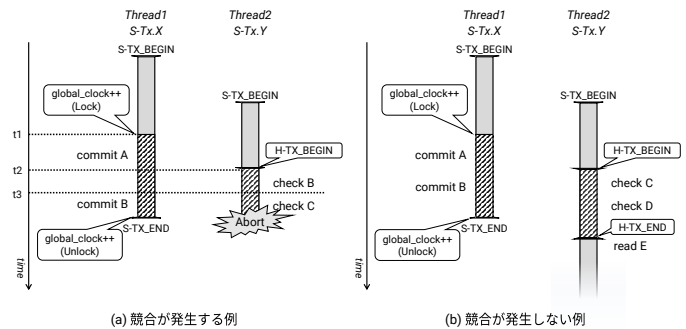 Thread1
S-Tx.X
Thread2
S-Tx.Y
S-TX_BEGIN
global_clock++
(Lock)
S-TX_BEGIN
t1
commit A
H-TX_BEGIN
t2
check B
t3
commit B
check C
Abort
S-TX_END
global_clock++
(Unlock)
time
(a) 競合が発生する例
Thread1
S-Tx.X
Thread2
S-Tx.Y
S-TX_BEGIN
global_clock++
(Lock)
S-TX_BEGIN
commit A
H-TX_BEGIN
commit B
check C
check D
H-TX_END
S-TX_END
read E
global_clock++
(Unlock)
time
(b) 競合が発生しない例